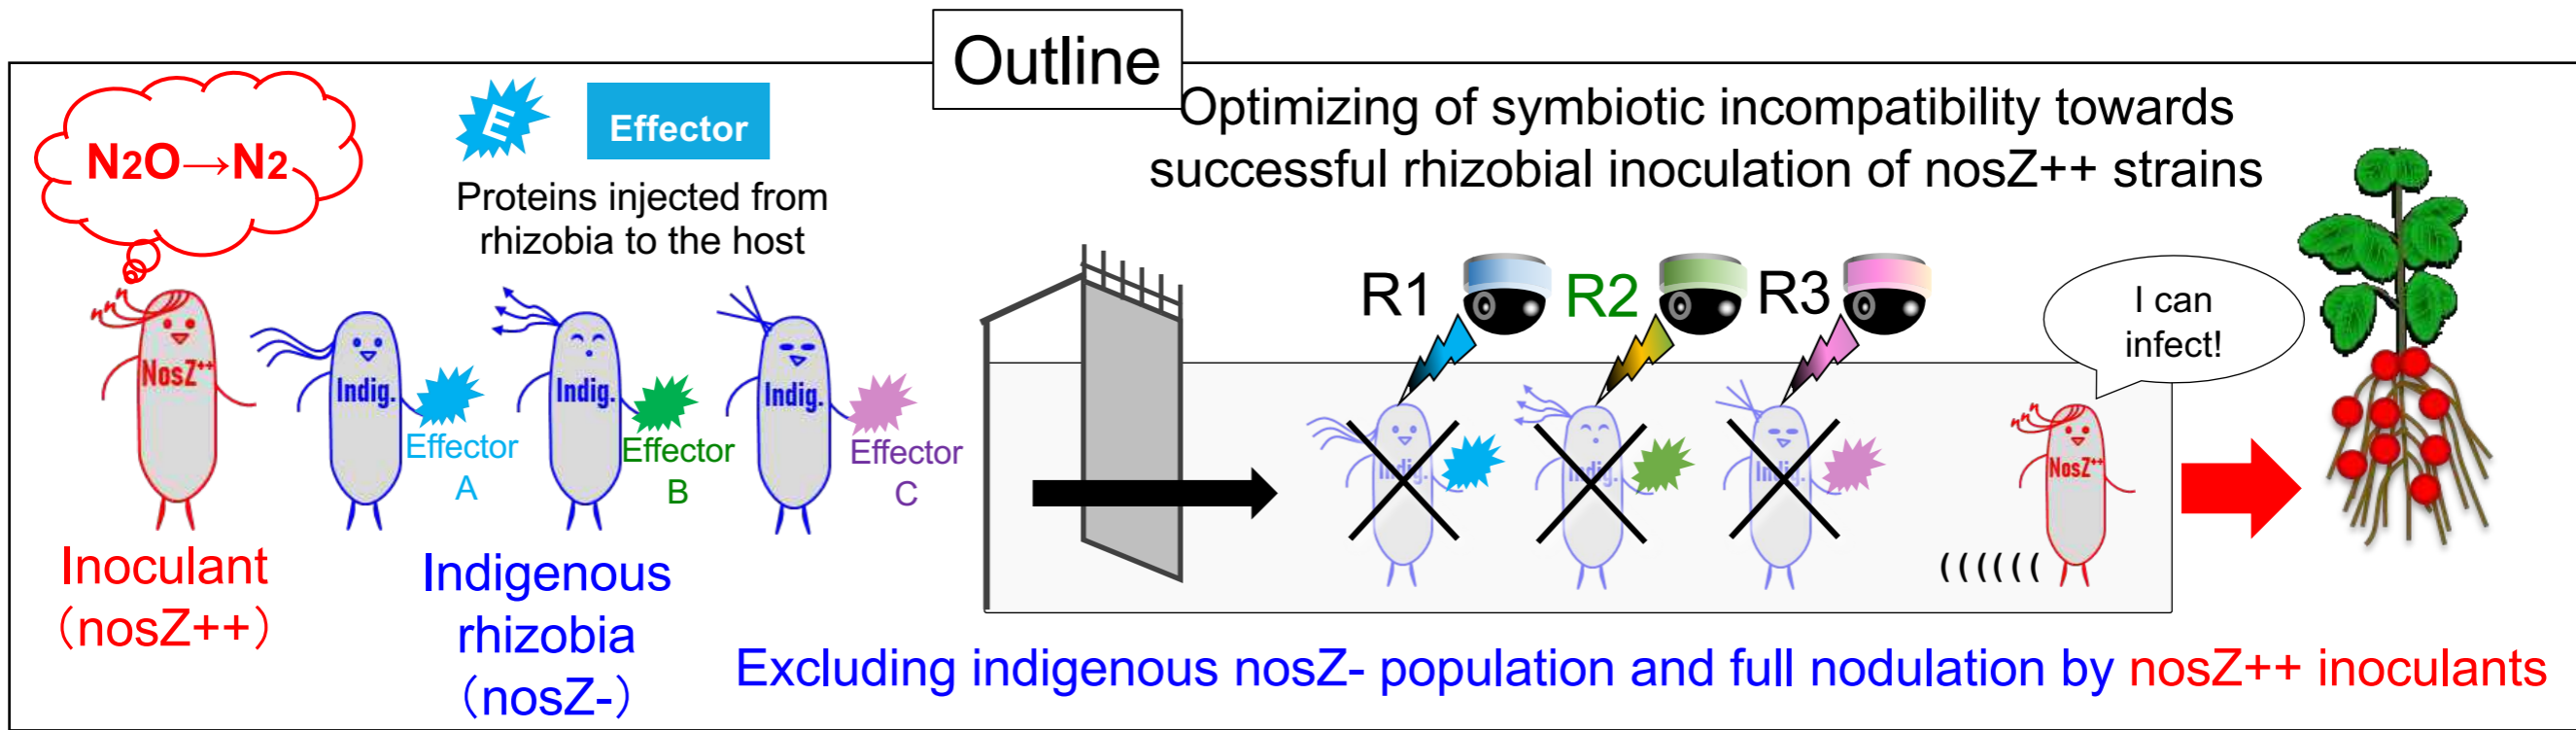 Outline
N2O→N2
E
Effector
Proteins injected from
rhizobia to the host
Optimizing of symbiotic incompatibility towards
successful rhizobial inoculation of nosZ++ strains
NosZ++
Indig.
Indig.
Indig.
Effector
A
Effector
B
Effector
C
Inoculant
（nosZ++）
Indigenous
rhizobia
（nosZ-）
R1
R2
R3
Indig.
Indig.
Indig.
NosZ++
((((((
I can
infect!
Excluding indigenous nosZ- population and full nodulation by nosZ++ inoculants